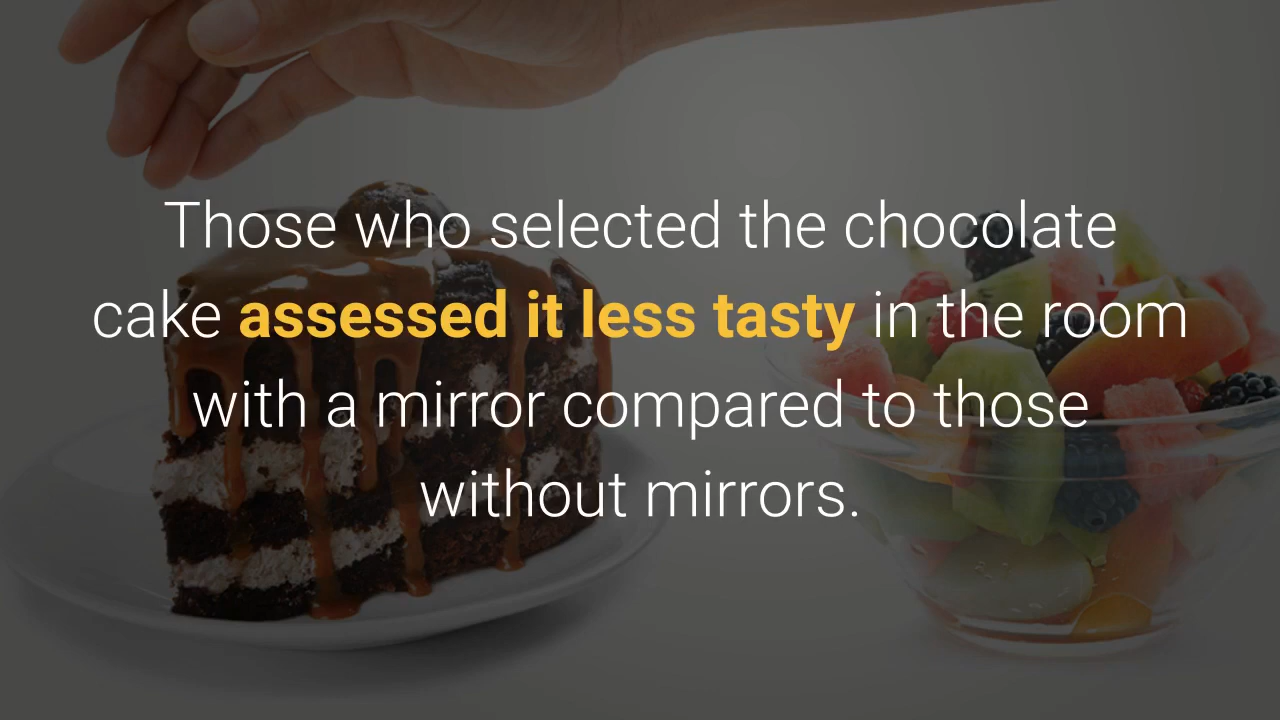 Those who selected the chocolate
cake assessed it less tasty in the room
with a mirror compared to those
without mirrors.